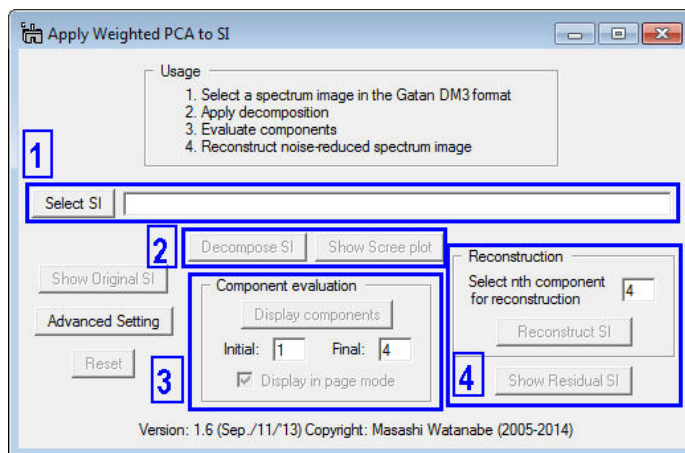 Apply Weighted PCA to SI
Usage
1. Select a spectrum image in the Gatan DM3 format
2. Apply decomposition
3. Evaluate components
4. Reconstruct noise-reduced spectrum image
1
Select SI
2
Decompose SI Show Scree plot
Show Original SI
Advanced Setting
Reset
3
Component evaluation
Display components
Initial: 1 Final: 4
Display in page mode
Reconstruction
Select nth component
for reconstruction 4
Reconstruct SI
4
Show Residual SI
Version: 1.6 (Sep./11/'13) Copyright: Masashi Watanabe (2005-2014)